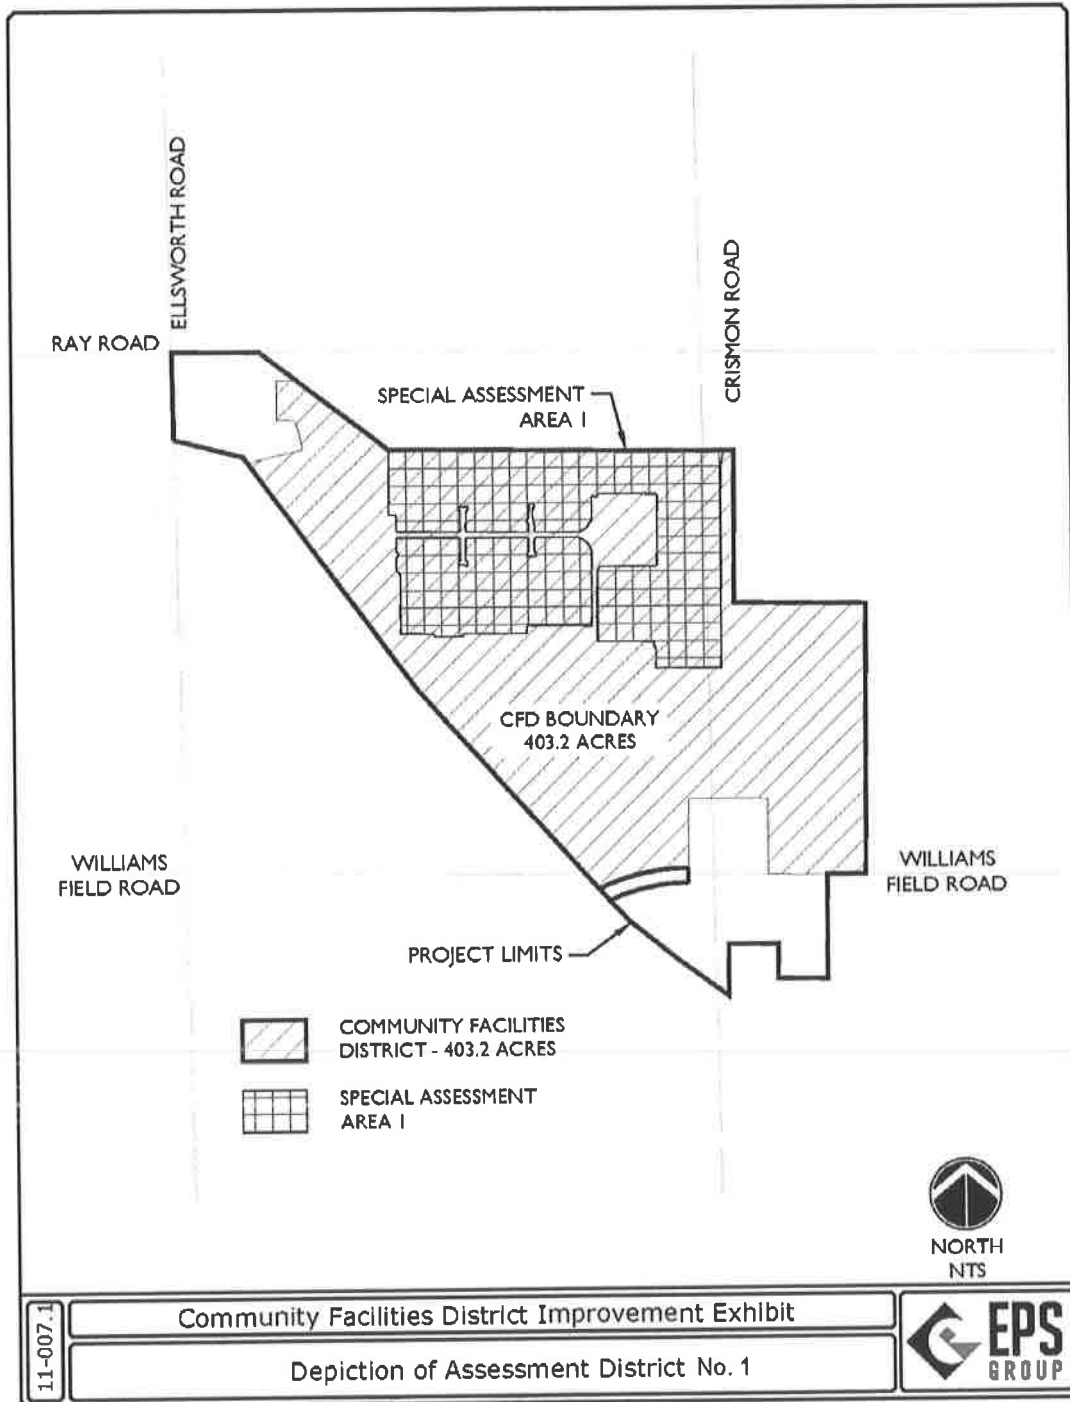 ELLSWORTH ROAD
CRISMON ROAD
RAY ROAD
SPECIAL ASSESSMENT
AREA 1
CFD BOUNDARY
403.2 ACRES
WILLIAMS
FIELD ROAD
WILLIAMS
FIELD ROAD
PROJECT LIMITS
COMMUNITY FACILITIES
DISTRICT - 403.2 ACRES
SPECIAL ASSESSMENT
AREA 1
NORTH
NTS
11-007.1
Community Facilities District Improvement Exhibit
Depiction of Assessment District No. 1
EPS
GROUP